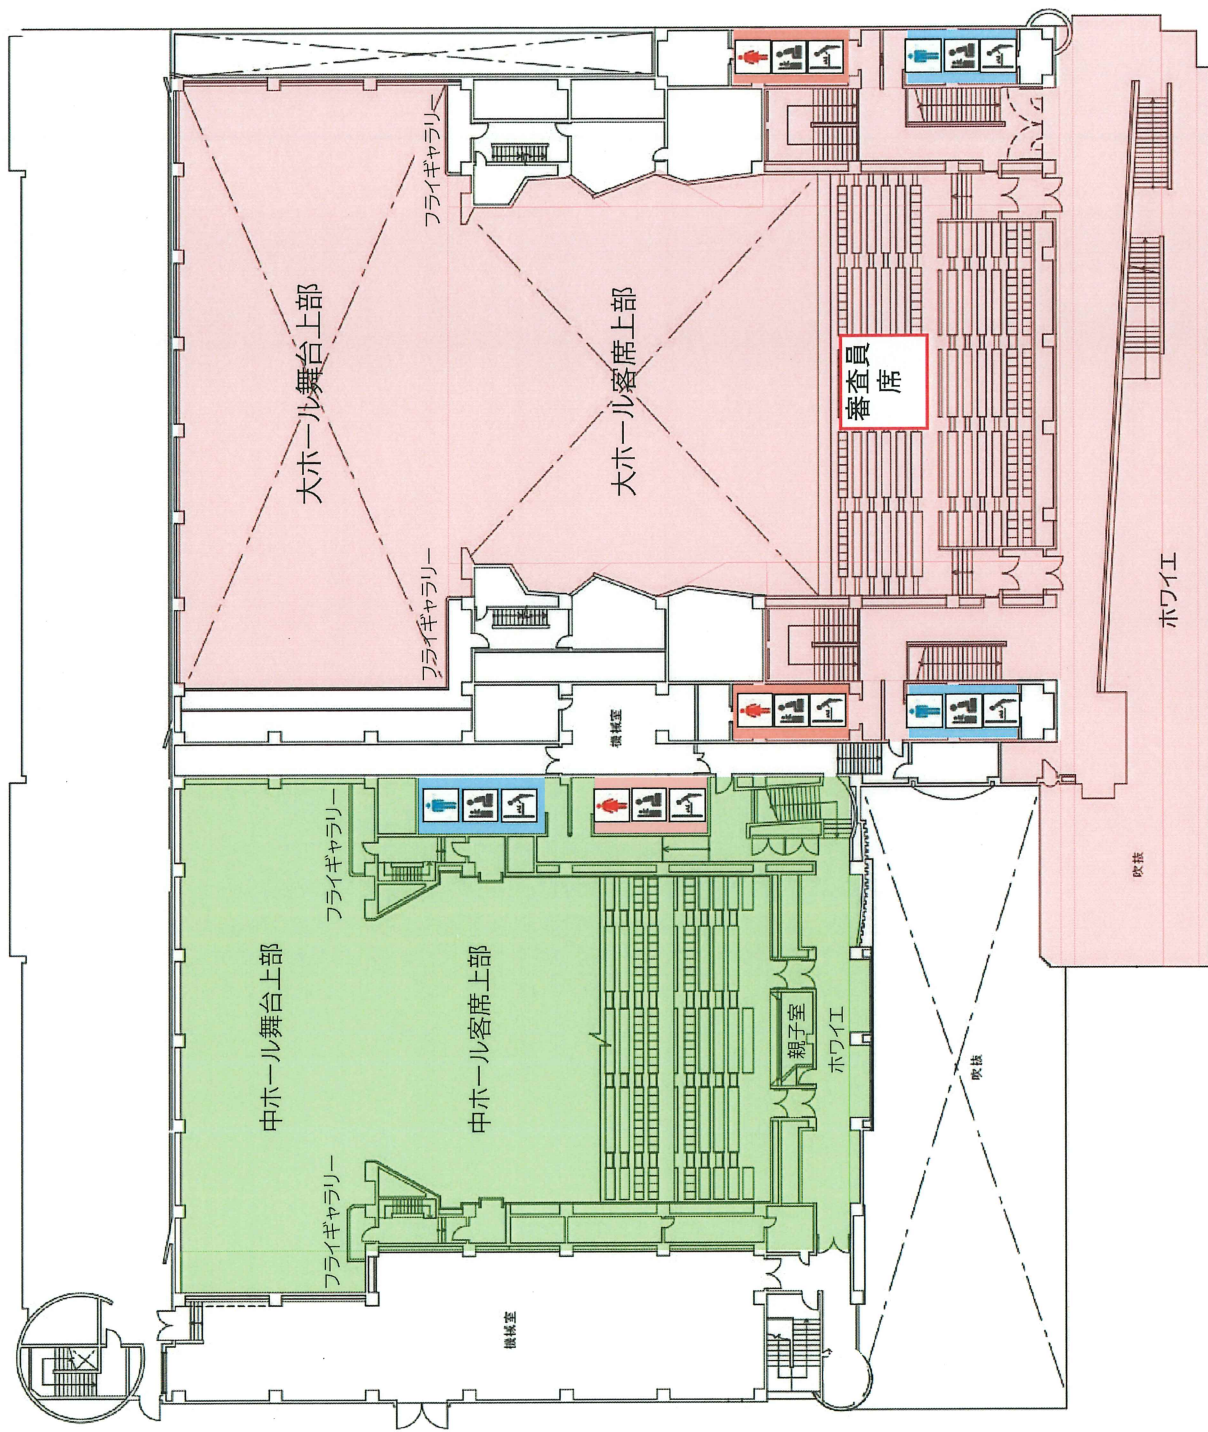 フライギャラリー
大ホール舞台上部
フライギャラリー
大ホール客席上部
審査員
席
ホワイエ
機械室
吹抜
フライギャラリー
中ホール舞台上部
フライギャラリー
中ホール客席上部
親子室
ホワイエ
吹抜
機械室